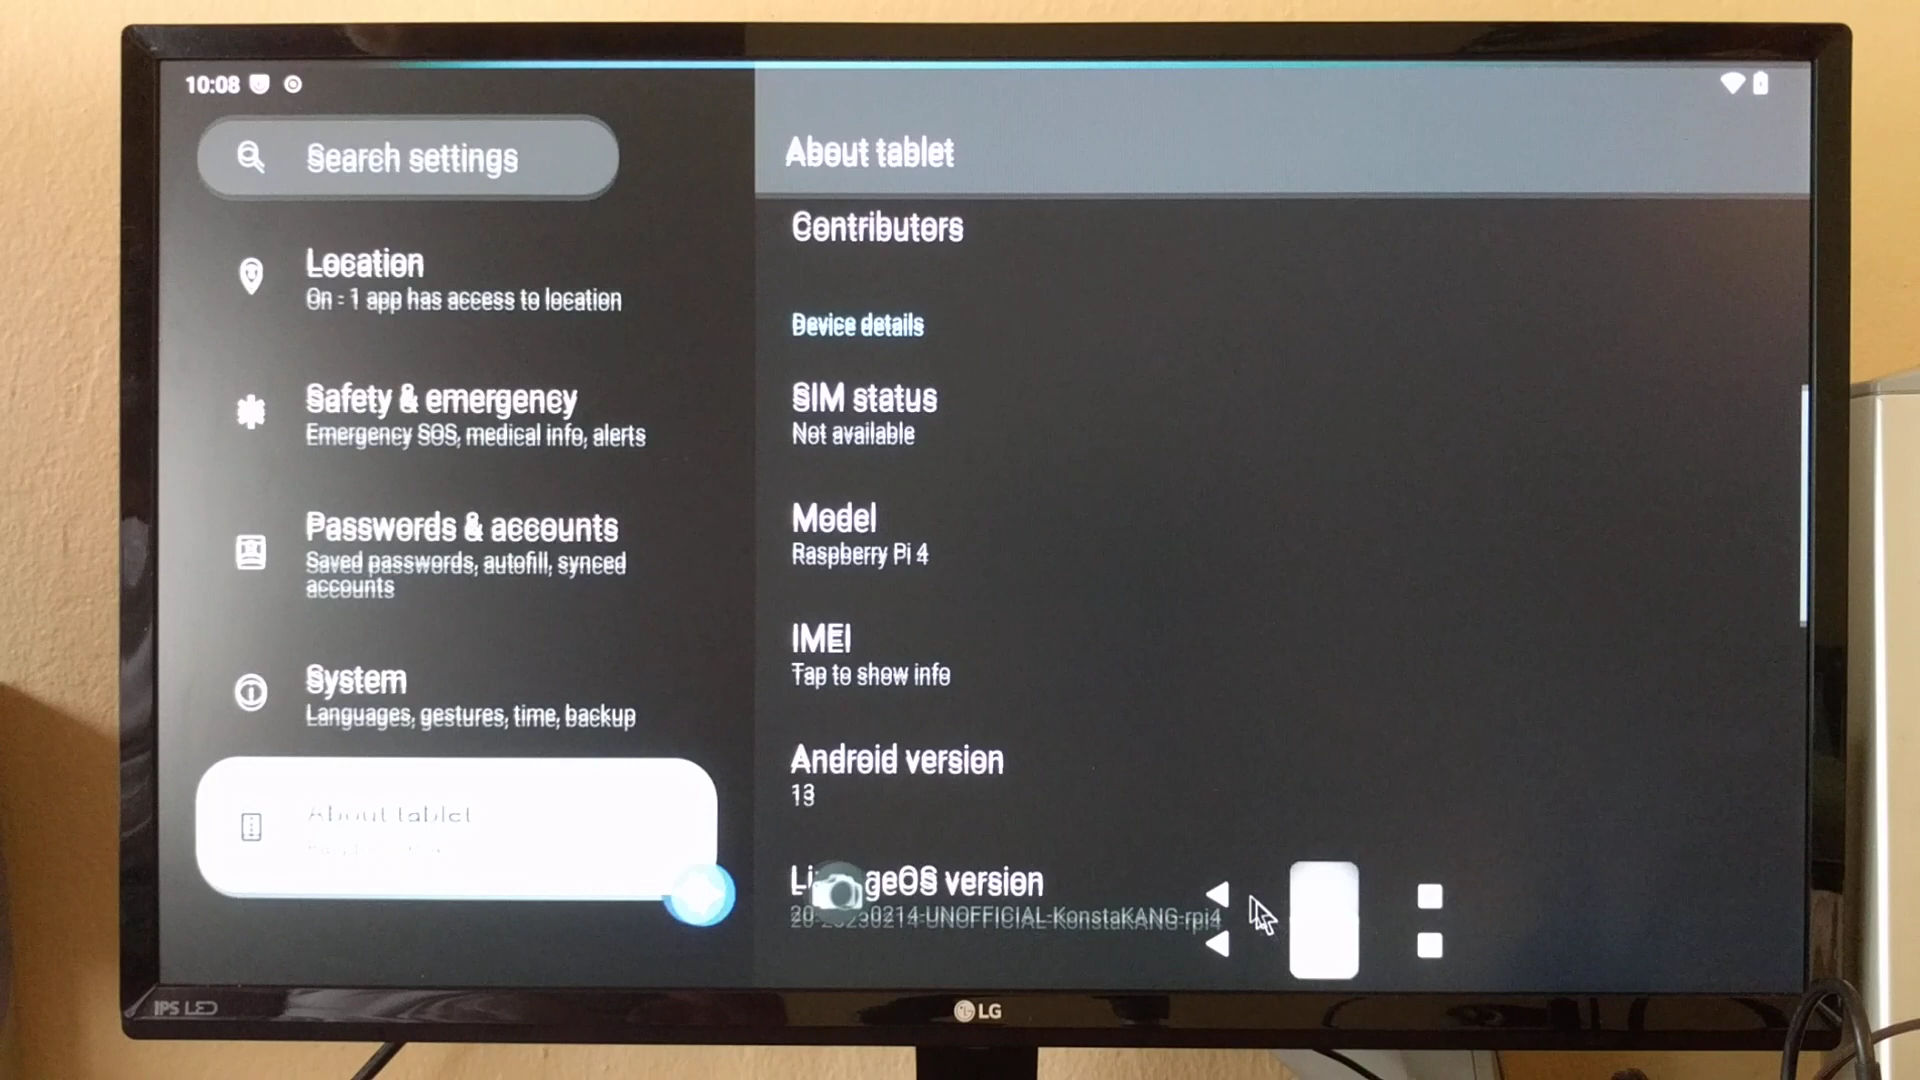 10:08
Search settings
Location
On - 1 app has access to location
Safety & emergency
Emergency SOS, medical info, alerts
Passwords & accounts
Saved passwords, autofill, synced
accounts
System
Languages, gestures, time, backup
About tablet
About tablet
Contributors
Device details
SIM status
Not available
Model
Raspberry Pi 4
IMEI
Tap to show info
Android version
13
geOS version
0214-UNOFFICIAL-KonstaKANG-rpi4
IPS LED
LG